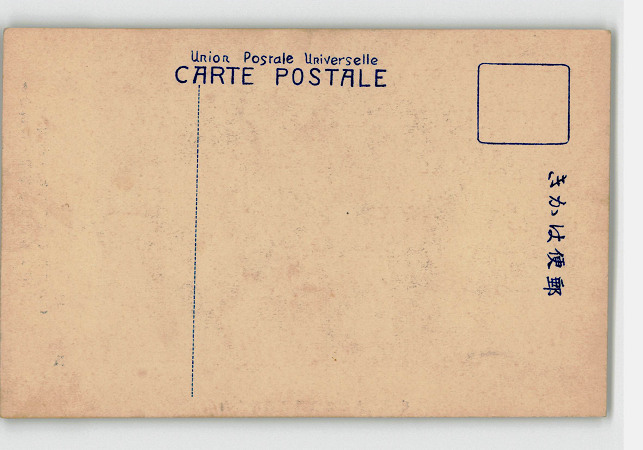 Union Postale Universelle
CARTE POSTALE
郵便はかき